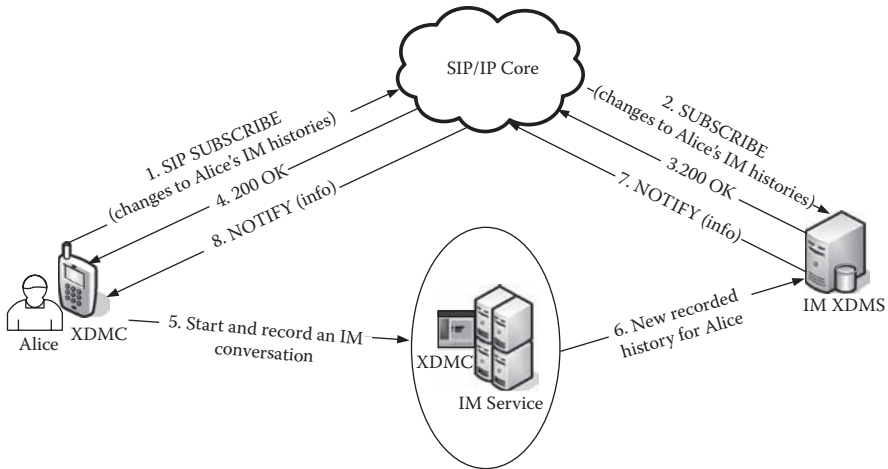 SIP/IP Core
1. SIP SUBSCRIBE
(changes to Alice's IM histories)
2. SUBSCRIBE
(changes to Alice's IM histories)
3.200 OK
4. 200 OK
7. NOTIFY (info)
8. NOTIFY (info)
IM XDMS
Alice
XDMC
5. Start and record an IM
conversation
XDMC
IM Service
6. New recorded
history for Alice